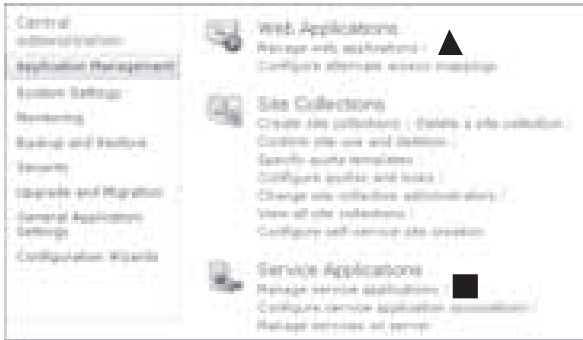 Central
Administration
Application Management
System Settings
Monitoring
Backup and Restore
Security
Upgrade and Migration
General Application
Settings
Configuration Wizards
Web Applications
Manage web applications
Configure alternate access mappings
Site Collections
Create site collections | Delete a site collection
Confirm site use and deletion
Specify quota templates
Configure quotas and locks
Change site collection administrators
View all site collections
Configure self-service site creation
Service Applications
Manage service applications
Configure service application associations
Manage services on server